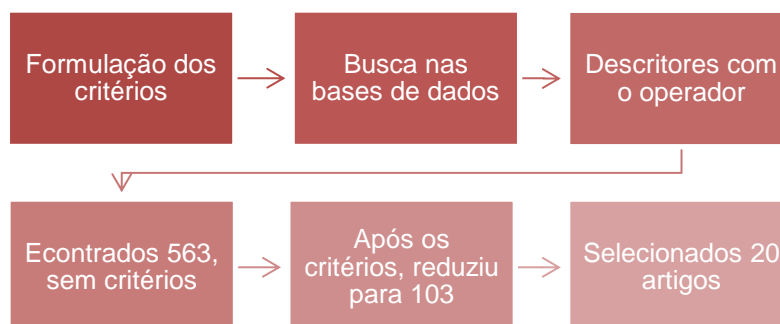 Formulação dos
critérios
Busca nas
bases de dados
Descritores com
o operador
Econtrados 563,
sem critérios
Após os
critérios, reduziu
para 103
Selecionados 20
artigos